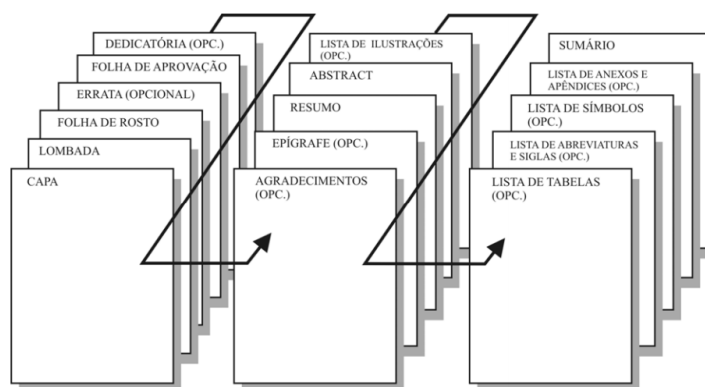 DEDICATÓRIA (OPC.)
FOLHA DE APROVAÇÃO
ERRATA (OPCIONAL)
FOLHA DE ROSTO
LOMBADA
CAPA
LISTA DE ILUSTRAÇÕES
(OPC.)
ABSTRACT
RESUMO
EPÍGRAFE (OPC.)
AGRADECIMENTOS
(OPC.)
SUMÁRIO
LISTA DE ANEXOS E
APÊNDICES (OPC.)
LISTA DE SÍMBOLOS
(OPC.)
LISTA DE ABREVIATURAS
E SIGLAS (OPC.)
LISTA DE TABELAS
(OPC.)